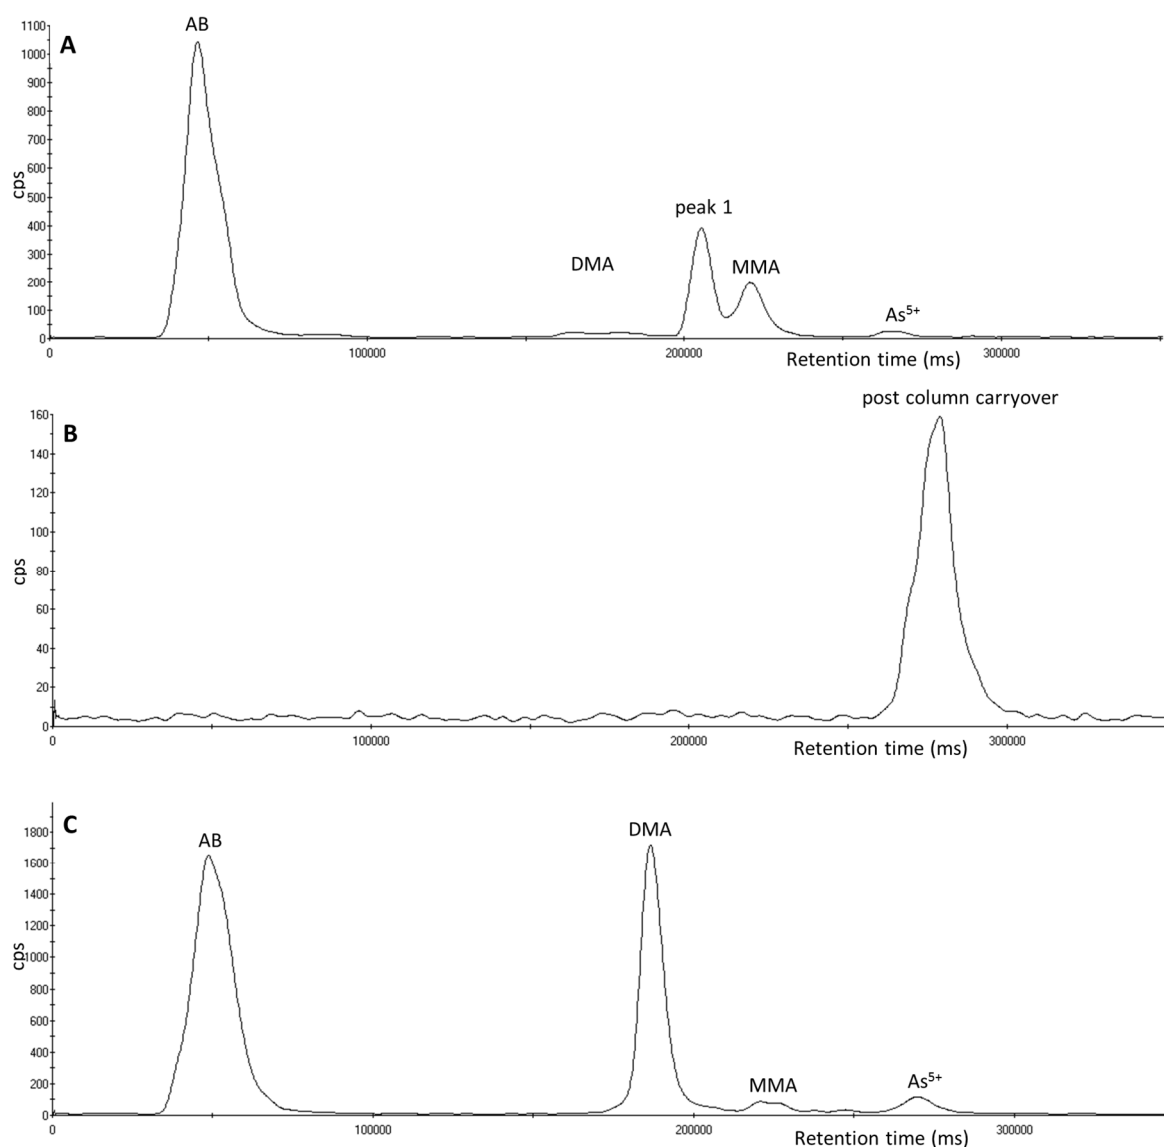 AB
A
1100
1000
900
800
700
600
500
400
300
200
100
0
cps
peak 1
DMA
MMA
As5+
0
100000
200000
300000
Retention time (ms)
post column carryover
B
160
140
120
100
80
60
40
20
0
cps
0
100000
200000
300000
Retention time (ms)
C
AB
DMA
1800
1600
1400
1200
1000
800
600
400
200
0
cps
MMA
As5+
0
100000
200000
300000
Retention time (ms)